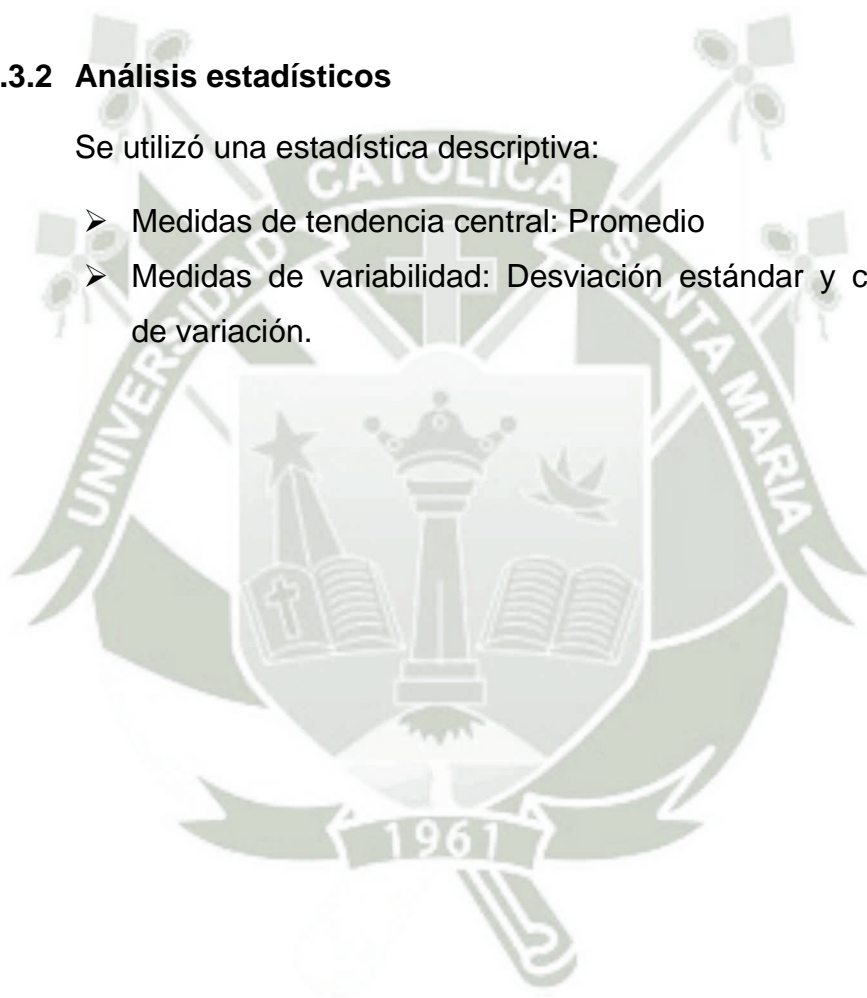 .3.2 Análisis estadísticos
Se utilizó una estadística descriptiva:
➤ Medidas de tendencia central: Promedio
➤ Medidas de variabilidad: Desviación estándar y c
de variación.
UNIVERSIDAD CATOLICA SANTA MARIA
1961